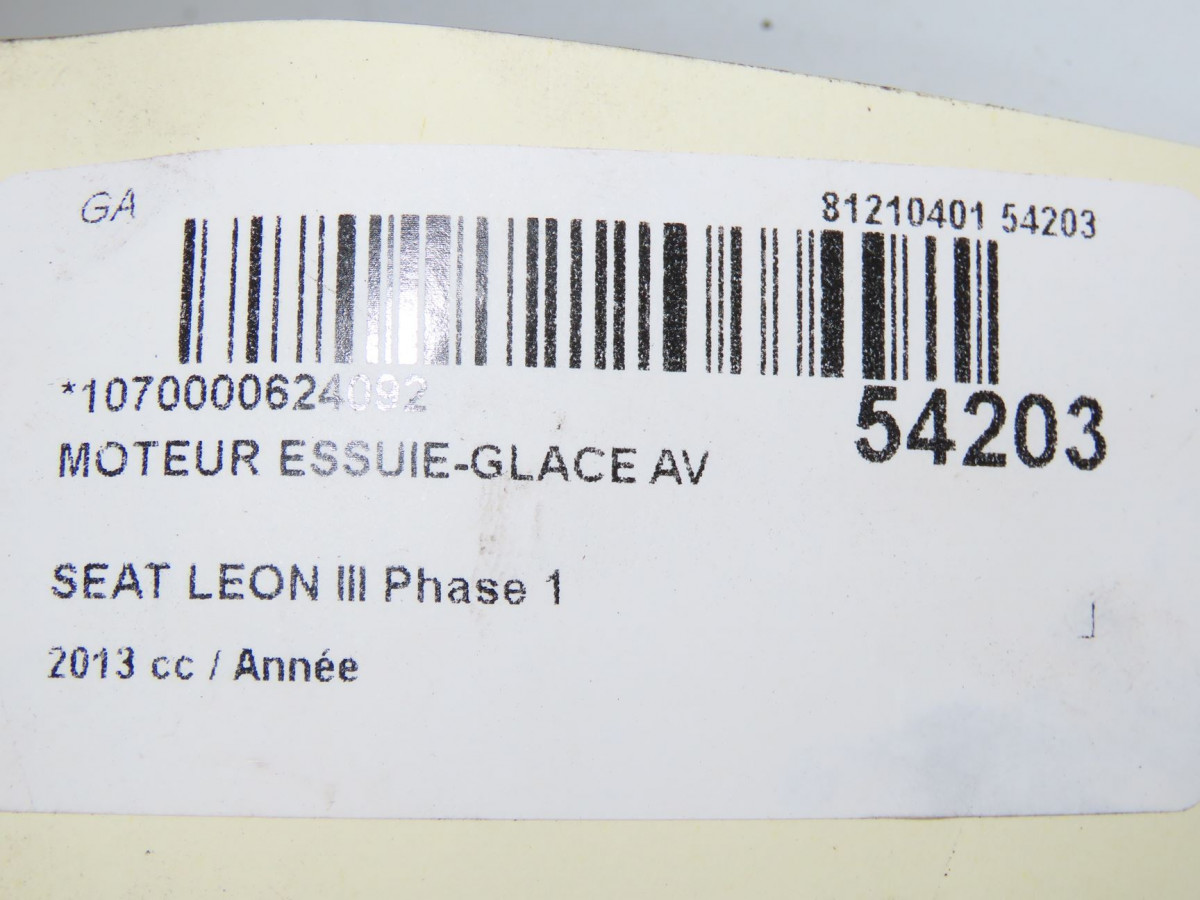 GA
81210401 54203
*1070000624092
54203
MOTEUR ESSUIE-GLACE AV
SEAT LEON III Phase 1
2013 cc / Année